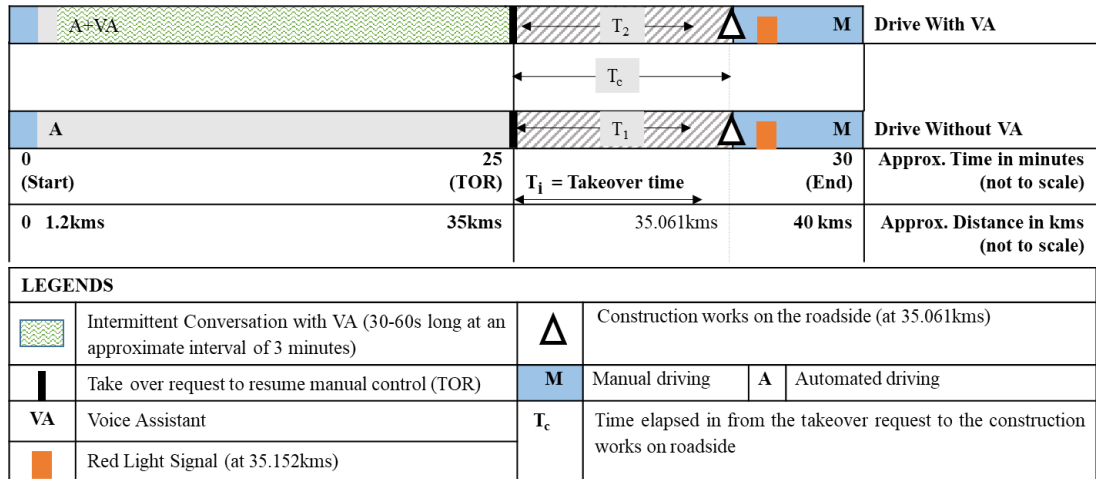 A+VA T2 M Drive With VA
Tc
A T1 M Drive Without VA
0 25 30 Approx. Time in minutes
(Start) (TOR) Ti = Takeover time (End) (not to scale)
0 1.2kms 35kms 35.061kms 40 kms Approx. Distance in kms
(not to scale)
LEGENDS
Intermittent Conversation with VA (30-60s long at an
approximate interval of 3 minutes)
Construction works on the roadside (at 35.061kms)
Take over request to resume manual control (TOR)
M Manual driving A Automated driving
VA Voice Assistant
Tc Time elapsed in from the takeover request to the construction
works on roadside
Red Light Signal (at 35.152kms)